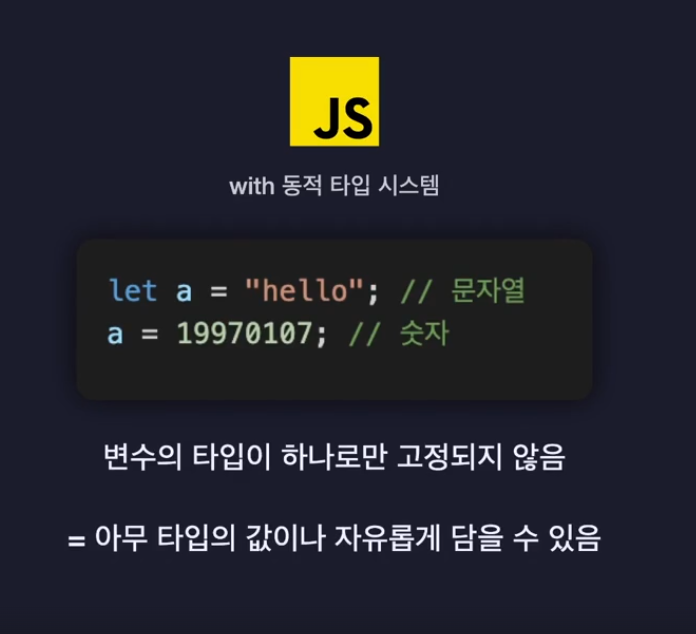 JS
with 동적 타입 시스템
let a = "hello"; // 문자열
a = 19970107; // 숫자
변수의 타입이 하나로만 고정되지 않음
= 아무 타입의 값이나 자유롭게 담을 수 있음